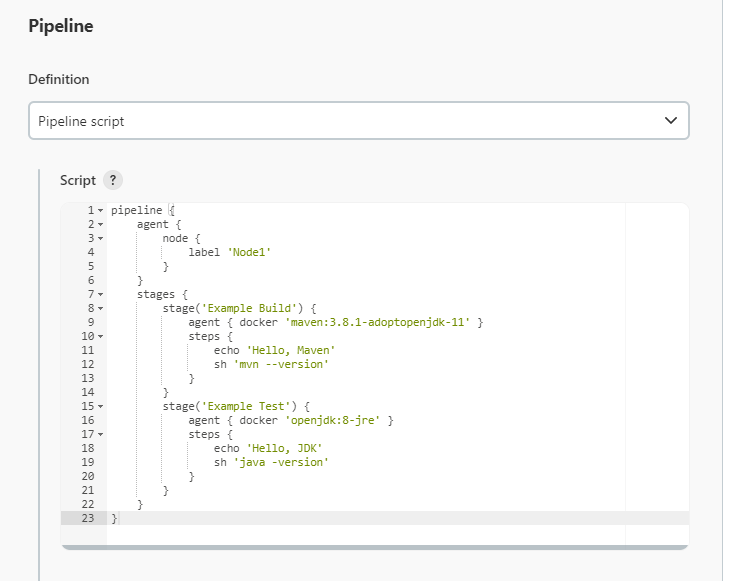 Pipeline
Definition
Pipeline script
Script ?
1 pipeline {
2     agent {
3         node {
4             label 'Node1'
5         }
6     }
7     stages {
8         stage('Example Build') {
9             agent { docker 'maven:3.8.1-adoptopenjdk-11' }
10             steps {
11                 echo 'Hello, Maven'
12                 sh 'mvn --version'
13             }
14         }
15         stage('Example Test') {
16             agent { docker 'openjdk:8-jre' }
17             steps {
18                 echo 'Hello, JDK'
19                 sh 'java -version'
20             }
21         }
22     }
23 }